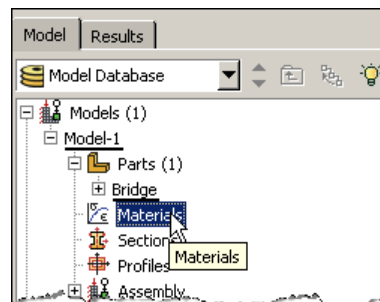 Model Results
Model Database
Models (1)
Model-1
Parts (1)
Bridge
Materials
Sections
Materials
Profiles
Assembly